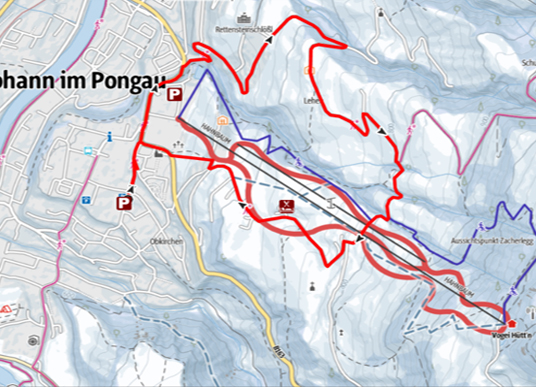 Rettensteinschlößl
ohann im Pongau
P
Schu
Lehe
HAHNBAUM
P
Obkirchen
Aussichtspunkt Zacherlegg
HAHNBAUM
Vogei Hütt'n
B163